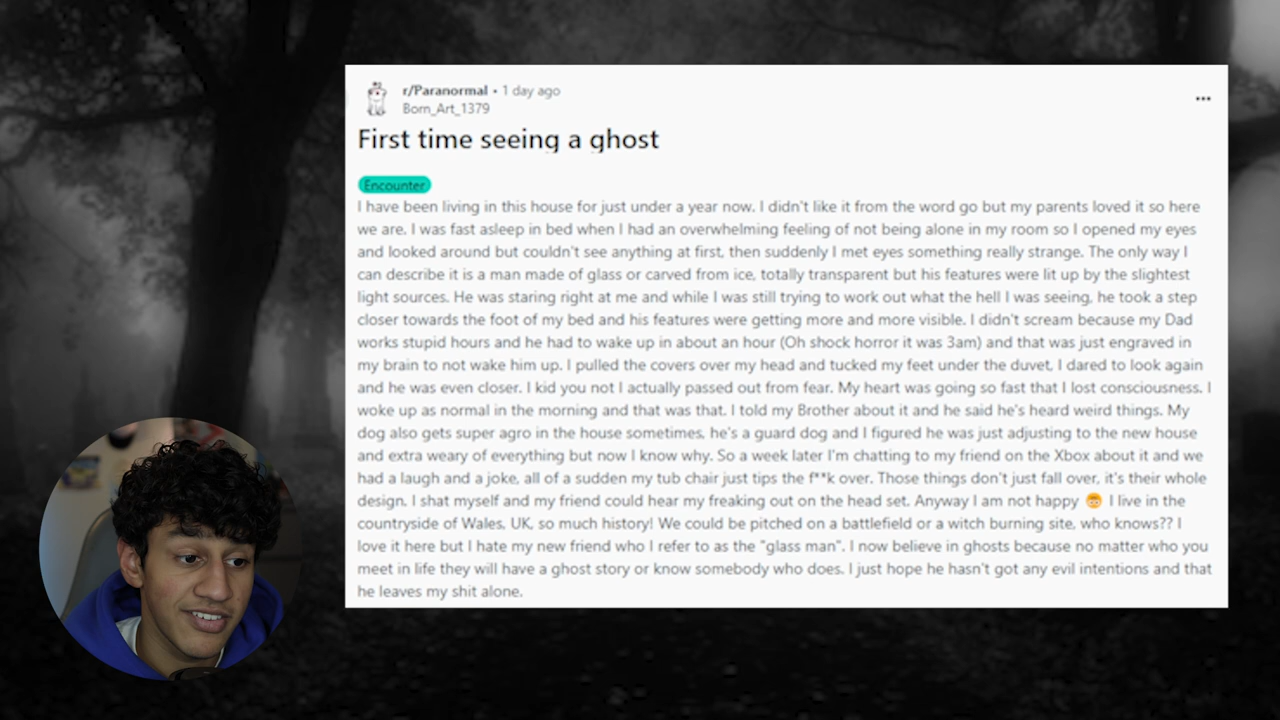 r/Paranormal • 1 day ago
Born_Art_1379
First time seeing a ghost
Encounter
I have been living in this house for just under a year now. I didn't like it from the word go but my parents loved it so here
we are. I was fast asleep in bed when I had an overwhelming feeling of not being alone in my room so I opened my eyes
and looked around but couldn't see anything at first, then suddenly I met eyes something really strange. The only way I
can describe it is a man made of glass or carved from ice, totally transparent but his features were lit up by the slightest
light sources. He was staring right at me and while I was still trying to work out what the hell I was seeing, he took a step
closer towards the foot of my bed and his features were getting more and more visible. I didn't scream because my Dad
works stupid hours and he had to wake up in about an hour (Oh shock horror it was 3am) and that was just engraved in
my brain to not wake him up. I pulled the covers over my head and tucked my feet under the duvet, I dared to look again
and he was even closer. I kid you not I actually passed out from fear. My heart was going so fast that I lost consciousness. I
woke up as normal in the morning and that was that. I told my Brother about it and he said he's heard weird things. My
dog also gets super agro in the house sometimes, he's a guard dog and I figured he was just adjusting to the new house
and extra weary of everything but now I know why. So a week later I'm chatting to my friend on the Xbox about it and we
had a laugh and a joke, all of a sudden my tub chair just tips the f**k over. Those things don't just fall over, it's their whole
design. I shat myself and my friend could hear my freaking out on the head set. Anyway I am not happy 😳 I live in the
countryside of Wales, UK, so much history! We could be pitched on a battlefield or a witch burning site, who knows?? I
love it here but I hate my new friend who I refer to as the "glass man". I now believe in ghosts because no matter who you
meet in life they will have a ghost story or know somebody who does. I just hope he hasn't got any evil intentions and that
he leaves my shit alone.